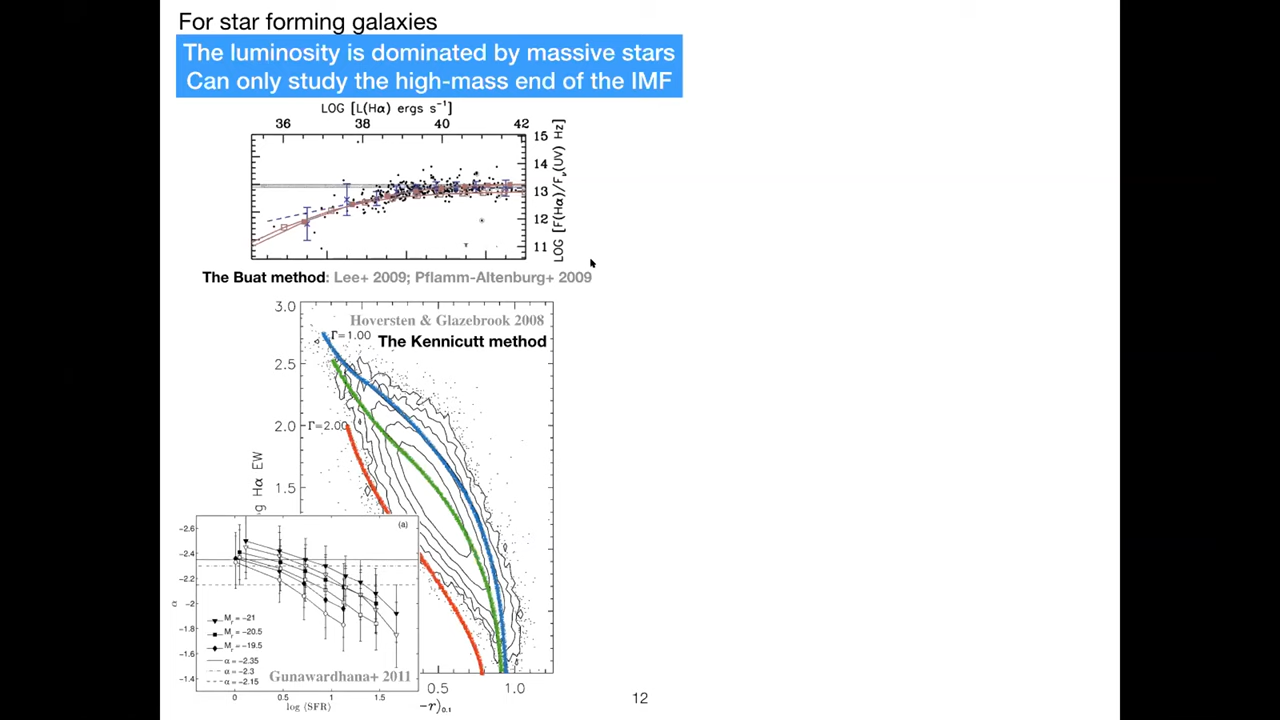 For star forming galaxies
The luminosity is dominated by massive stars
Can only study the high-mass end of the IMF
LOG [L(Hα) ergs s⁻¹]
36 38 40 42
15
14
13
12
11
LOG [F(Hα)/Fν(UV) Hz]
The Buat method: Lee+ 2009; Pflamm-Altenburg+ 2009
3.0
Hoversten & Glazebrook 2008
Γ=1.00
The Kennicutt method
2.5
2.0
Γ=2.00
1.5
g Hα EW
(a)
-2.6
-2.4
-2.2
-2
-1.8
-1.6
-1.4
α
Mr = -21
Mr = -20.5
Mr = -19.5
α = -2.35
α = -2.3
α = -2.15
Gunawardhana+ 2011
0 0.5 1 1.5
log (SFR)
0.5 1.0
-r)0.1
12